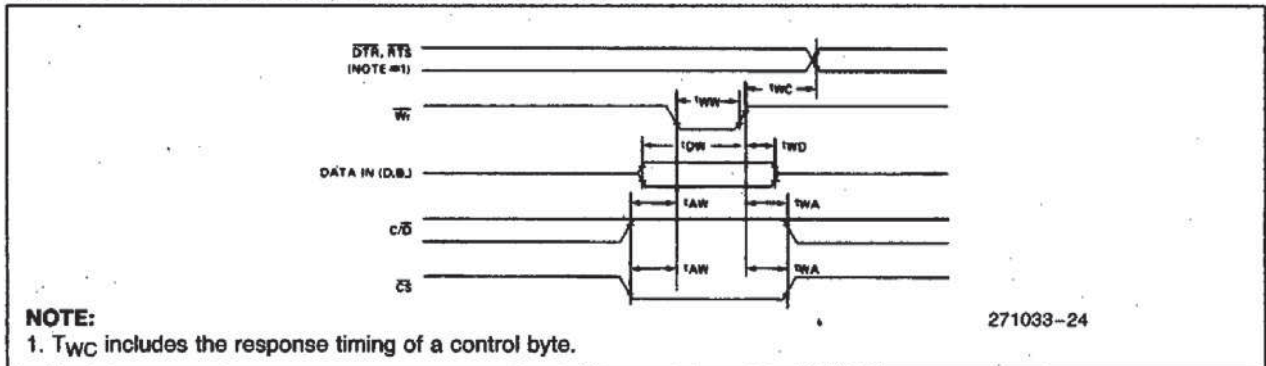 DTR, RTS
(NOTE #1)
tWC
tWW
Wr
tDW tWD
DATA IN (D.B.)
tAW tWA
C/D
tAW tWA
CS
NOTE:
271033-24
1. TWC includes the response timing of a control byte.